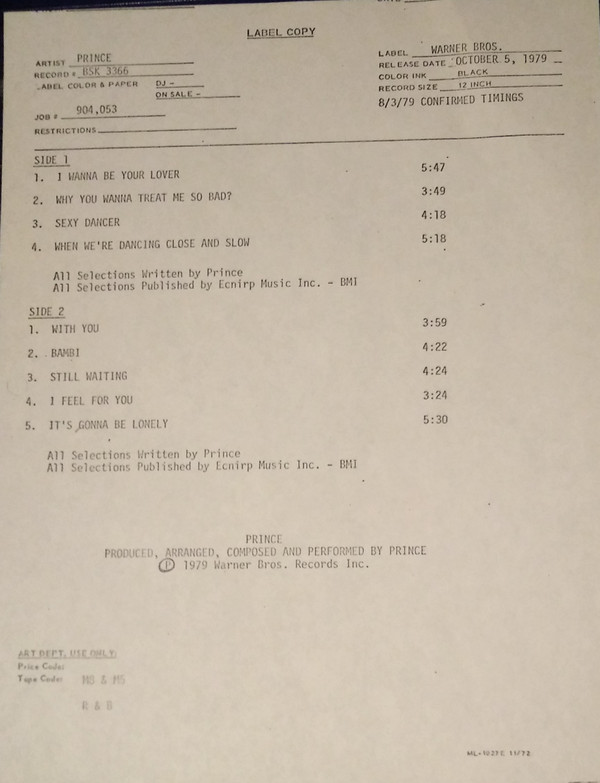 LABEL COPY
ARTIST PRINCE
RECORD # BSK 3366
LABEL COLOR & PAPER DJ -
ON SALE -
JOB # 904,053
RESTRICTIONS
LABEL WARNER BROS.
RELEASE DATE OCTOBER 5, 1979
COLOR INK BLACK
RECORD SIZE 12 INCH
8/3/79 CONFIRMED TIMINGS
SIDE 1
1. I WANNA BE YOUR LOVER 5:47
2. WHY YOU WANNA TREAT ME SO BAD? 3:49
3. SEXY DANCER 4:18
4. WHEN WE'RE DANCING CLOSE AND SLOW 5:18
All Selections Written by Prince
All Selections Published by Ecnirp Music Inc. - BMI
SIDE 2
1. WITH YOU 3:59
2. BAMBI 4:22
3. STILL WAITING 4:24
4. I FEEL FOR YOU 3:24
5. IT'S GONNA BE LONELY 5:30
All Selections Written by Prince
All Selections Published by Ecnirp Music Inc. - BMI
PRINCE
PRODUCED, ARRANGED, COMPOSED AND PERFORMED BY PRINCE
Ⓟ 1979 Warner Bros. Records Inc.
ART DEPT. USE ONLY:
Price Code:
Tape Code: M8 & M5
R & B
11/72